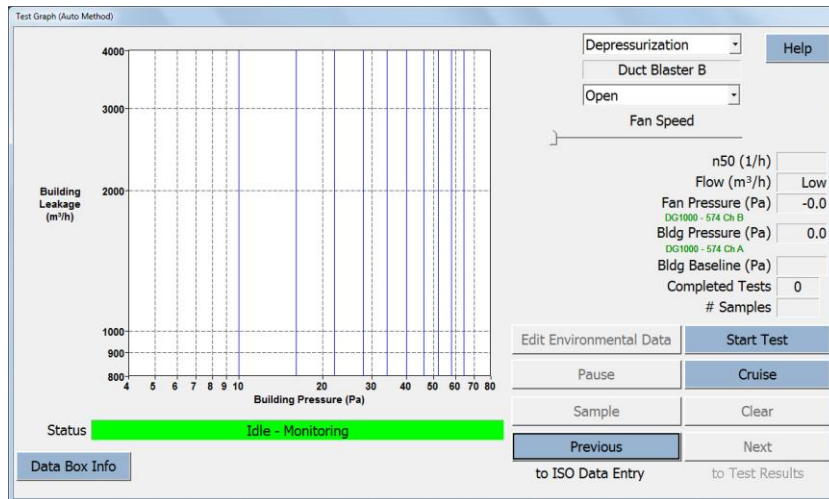 Test Graph (Auto Method)
4000
3000
2000
1000
900
800
Building
Leakage
(m³/h)
4 5 6 7 8 9 10 20 30 40 50 60 70 80
Building Pressure (Pa)
Status Idle - Monitoring
Data Box Info
Depressurization
Help
Duct Blaster B
Open
Fan Speed
n50 (1/h)
Flow (m³/h) Low
Fan Pressure (Pa) -0.0
DG1000 - 574 Ch B
Bldg Pressure (Pa) 0.0
DG1000 - 574 Ch A
Bldg Baseline (Pa)
Completed Tests 0
# Samples
Edit Environmental Data Start Test
Pause Cruise
Sample Clear
Previous Next
to ISO Data Entry to Test Results